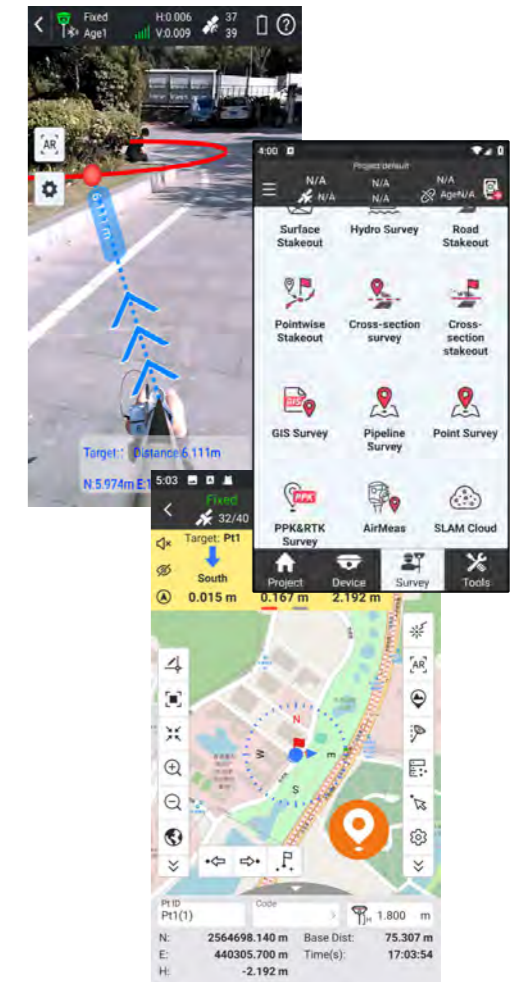 Fixed
Age1
H:0.006
V:0.009
37
39
AR
6.111 m
Target: Distance:6.111m
N:5.974m E:1
4:00
Project:default
N/A
N/A
N/A
N/A
N/A
AgeN/A
Surface Stakeout
Hydro Survey
Road Stakeout
Pointwise Stakeout
Cross-section survey
Cross-section stakeout
GIS
GIS Survey
Pipeline Survey
Point Survey
PPK
PPK&RTK Survey
AirMeas
SLAM Cloud
Project
Device
Survey
Tools
5:03
Fixed
32/40
Target: Pt1
South
0.015 m
0.167 m
2.192 m
AR
N
W
S
E
Pt ID
Pt1(1)
Code
H
1.800 m
N: 2564698.140 m Base Dist: 75.307 m
E: 440305.700 m Time(s): 17:03:54
H: -2.192 m